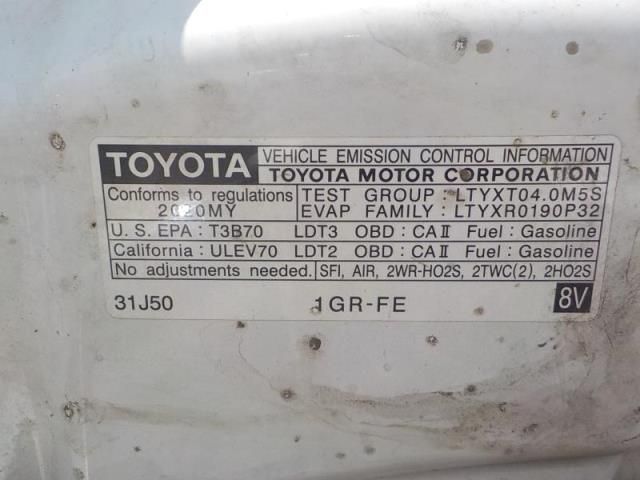 TOYOTA VEHICLE EMISSION CONTROL INFORMATION
TOYOTA MOTOR CORPORATION
Conforms to regulations
2020MY
TEST GROUP : LTYXT04.0M5S
EVAP FAMILY : LTYXR0190P32
U. S. EPA : T3B70 LDT3 OBD : CAⅡ Fuel : Gasoline
California : ULEV70 LDT2 OBD : CAⅡ Fuel : Gasoline
No adjustments needed. SFI, AIR, 2WR-HO2S, 2TWC(2), 2HO2S
31J50 1GR-FE 8V